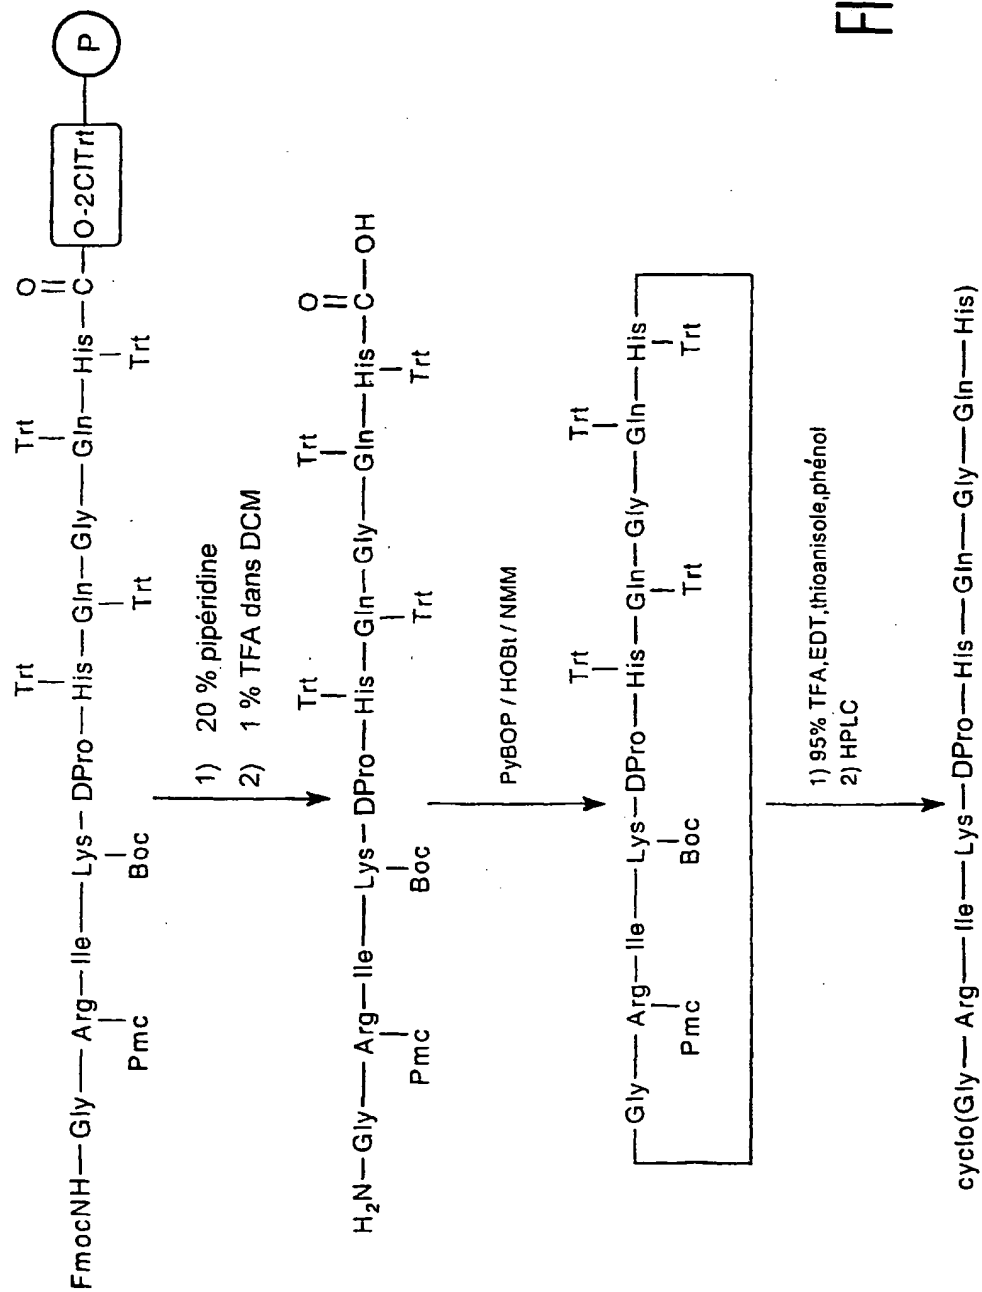 O P
FmocNH—Gly—Arg—Ile—Lys—DPro—His—Gln—Gly—Gln—His—C—O-2ClTrt
Pmc Boc Trt Trt Trt Trt
1) 20 % pipéridine
2) 1 % TFA dans DCM
O
H₂N—Gly—Arg—Ile—Lys—DPro—His—Gln—Gly—Gln—His—C—OH
Pmc Boc Trt Trt Trt Trt
PyBOP / HOBt / NMM
Gly—Arg—Ile—Lys—DPro—His—Gln—Gly—Gln—His
Pmc Boc Trt Trt Trt Trt
1) 95% TFA,EDT,thioanisole,phénol
2) HPLC
cyclo(Gly—Arg—Ile—Lys—DPro—His—Gln—Gly—Gln—His)
FI